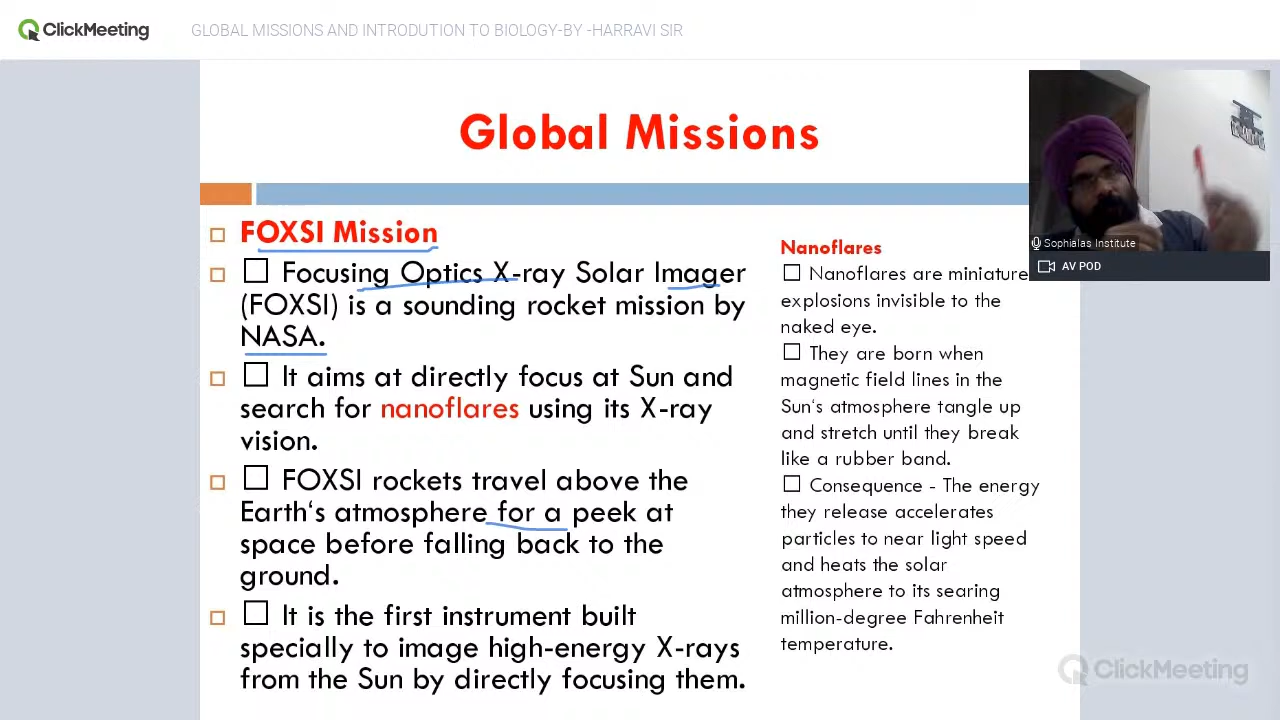 ClickMeeting
GLOBAL MISSIONS AND INTRODUTION TO BIOLOGY-BY -HARRAVI SIR
Global Missions
FOXSI Mission
☐ Focusing Optics X-ray Solar Imager
(FOXSI) is a sounding rocket mission by
NASA.
☐ It aims at directly focus at Sun and
search for nanoflares using its X-ray
vision.
☐ FOXSI rockets travel above the
Earth‘s atmosphere for a peek at
space before falling back to the
ground.
☐ It is the first instrument built
specially to image high-energy X-rays
from the Sun by directly focusing them.
Nanoflares
☐ Nanoflares are miniature
explosions invisible to the
naked eye.
☐ They are born when
magnetic field lines in the
Sun‘s atmosphere tangle up
and stretch until they break
like a rubber band.
☐ Consequence - The energy
they release accelerates
particles to near light speed
and heats the solar
atmosphere to its searing
million-degree Fahrenheit
temperature.
Sophialas Institute
AV POD
ClickMeeting